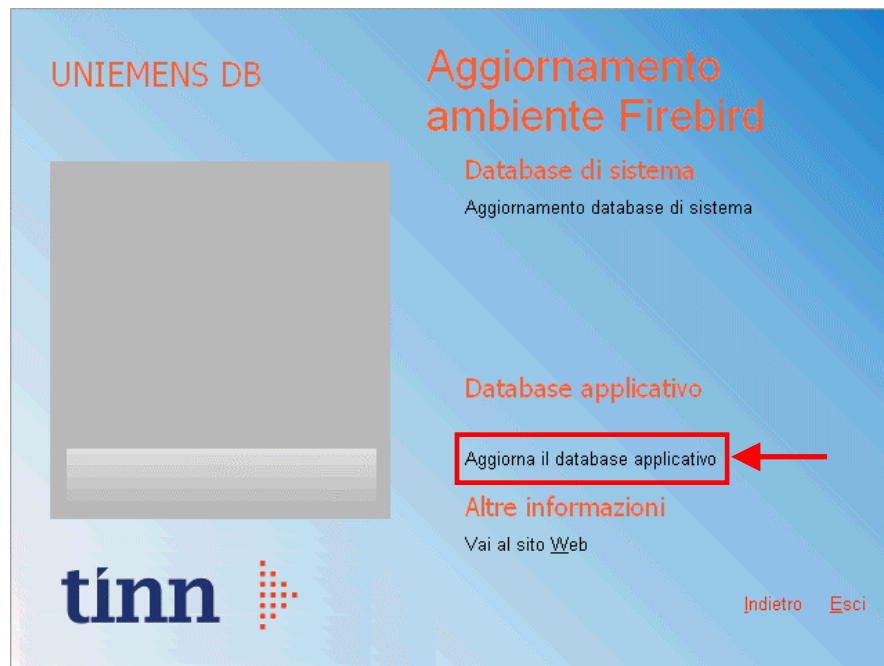 UNIEMENS DB
Aggiornamento
ambiente Firebird
Database di sistema
Aggiornamento database di sistema
Database applicativo
Aggiorna il database applicativo
Altre informazioni
Vai al sito Web
tinn
Indietro Esci